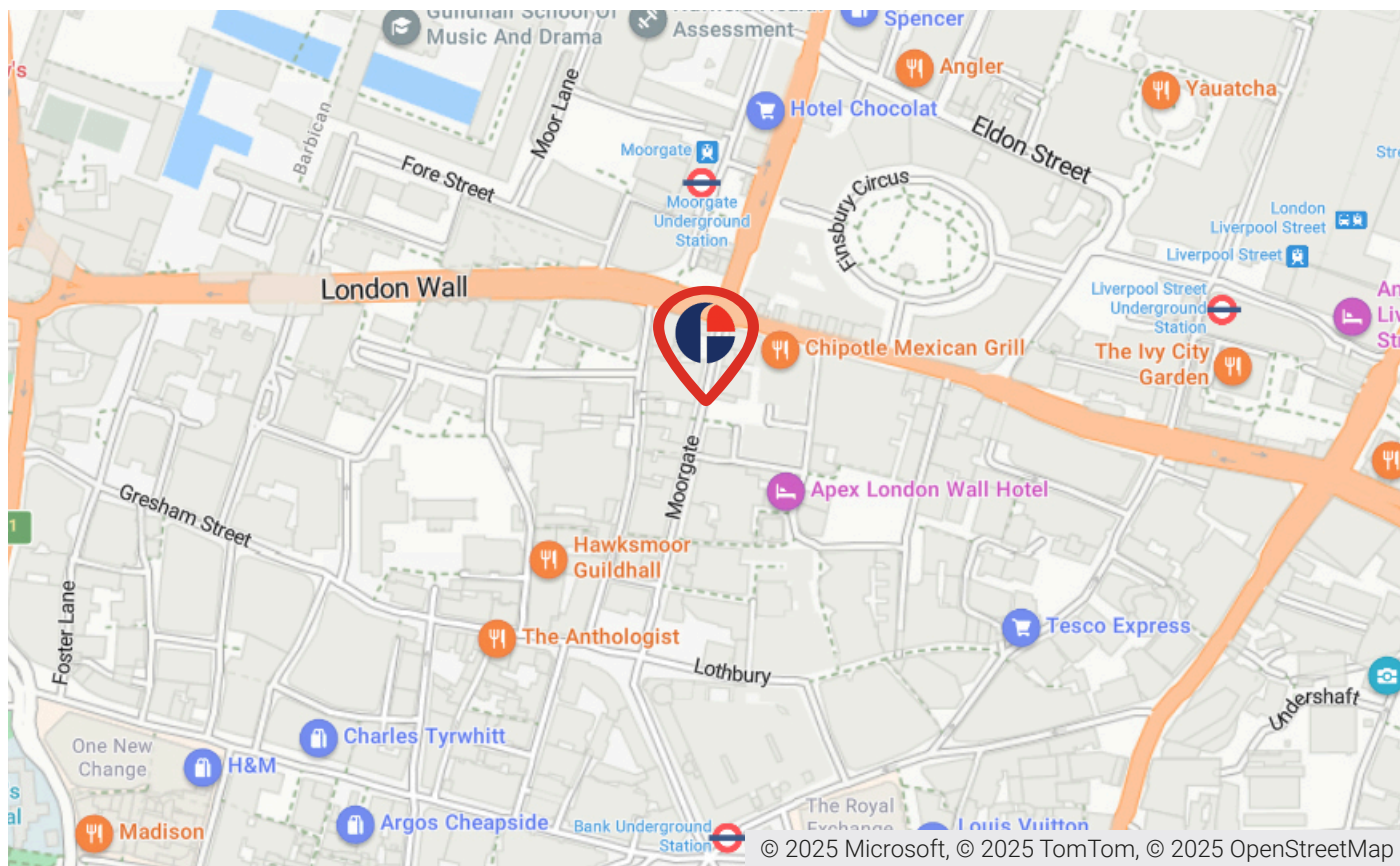 Guildhall School Of
Music And Drama
Assessment
Spencer
Angler
Yauatcha
Hotel Chocolat
Moor Lane
Eldon Street
Barbican
Fore Street
Moorgate
Moorgate
Underground
Station
Finsbury Circus
London
Liverpool Street
Liverpool Street
Liverpool Street
Underground
Station
London Wall
Chipotle Mexican Grill
The Ivy City
Garden
Moorgate
Apex London Wall Hotel
Gresham Street
1
Hawksmoor
Guildhall
Foster Lane
The Anthologist
Tesco Express
Lothbury
Undershaft
Charles Tyrwhitt
One New
Change
H&M
Argos Cheapside
Madison
The Royal
Exchange
Bank Underground
Station
Louis Vuitton
© 2025 Microsoft, © 2025 TomTom, © 2025 OpenStreetMap